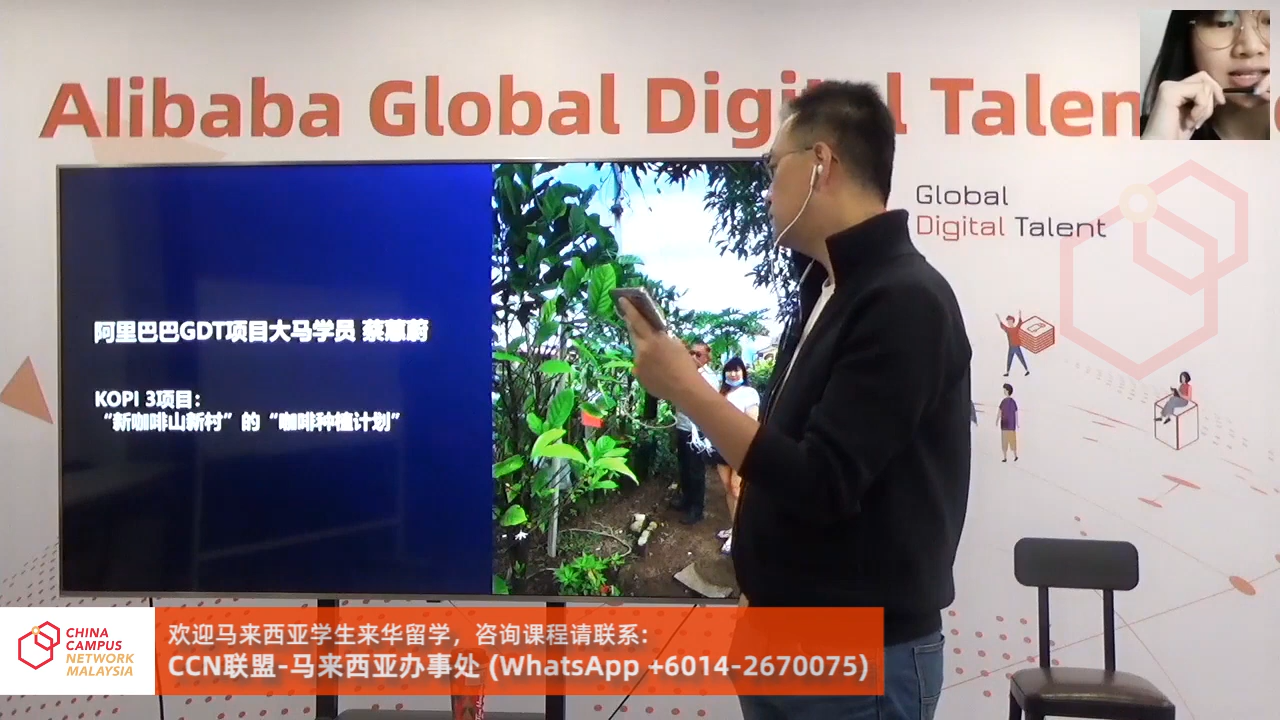 Alibaba Global Digital Talen
Global
Digital Talent
阿里巴巴GDT项目大马学员 蔡蕙蔚
KOPI 3项目：
“新咖啡山新村”的“咖啡种植计划”
CHINA
CAMPUS
NETWORK
MALAYSIA
欢迎马来西亚学生来华留学，咨询课程请联系：
CCN联盟-马来西亚办事处 (WhatsApp +6014-2670075)